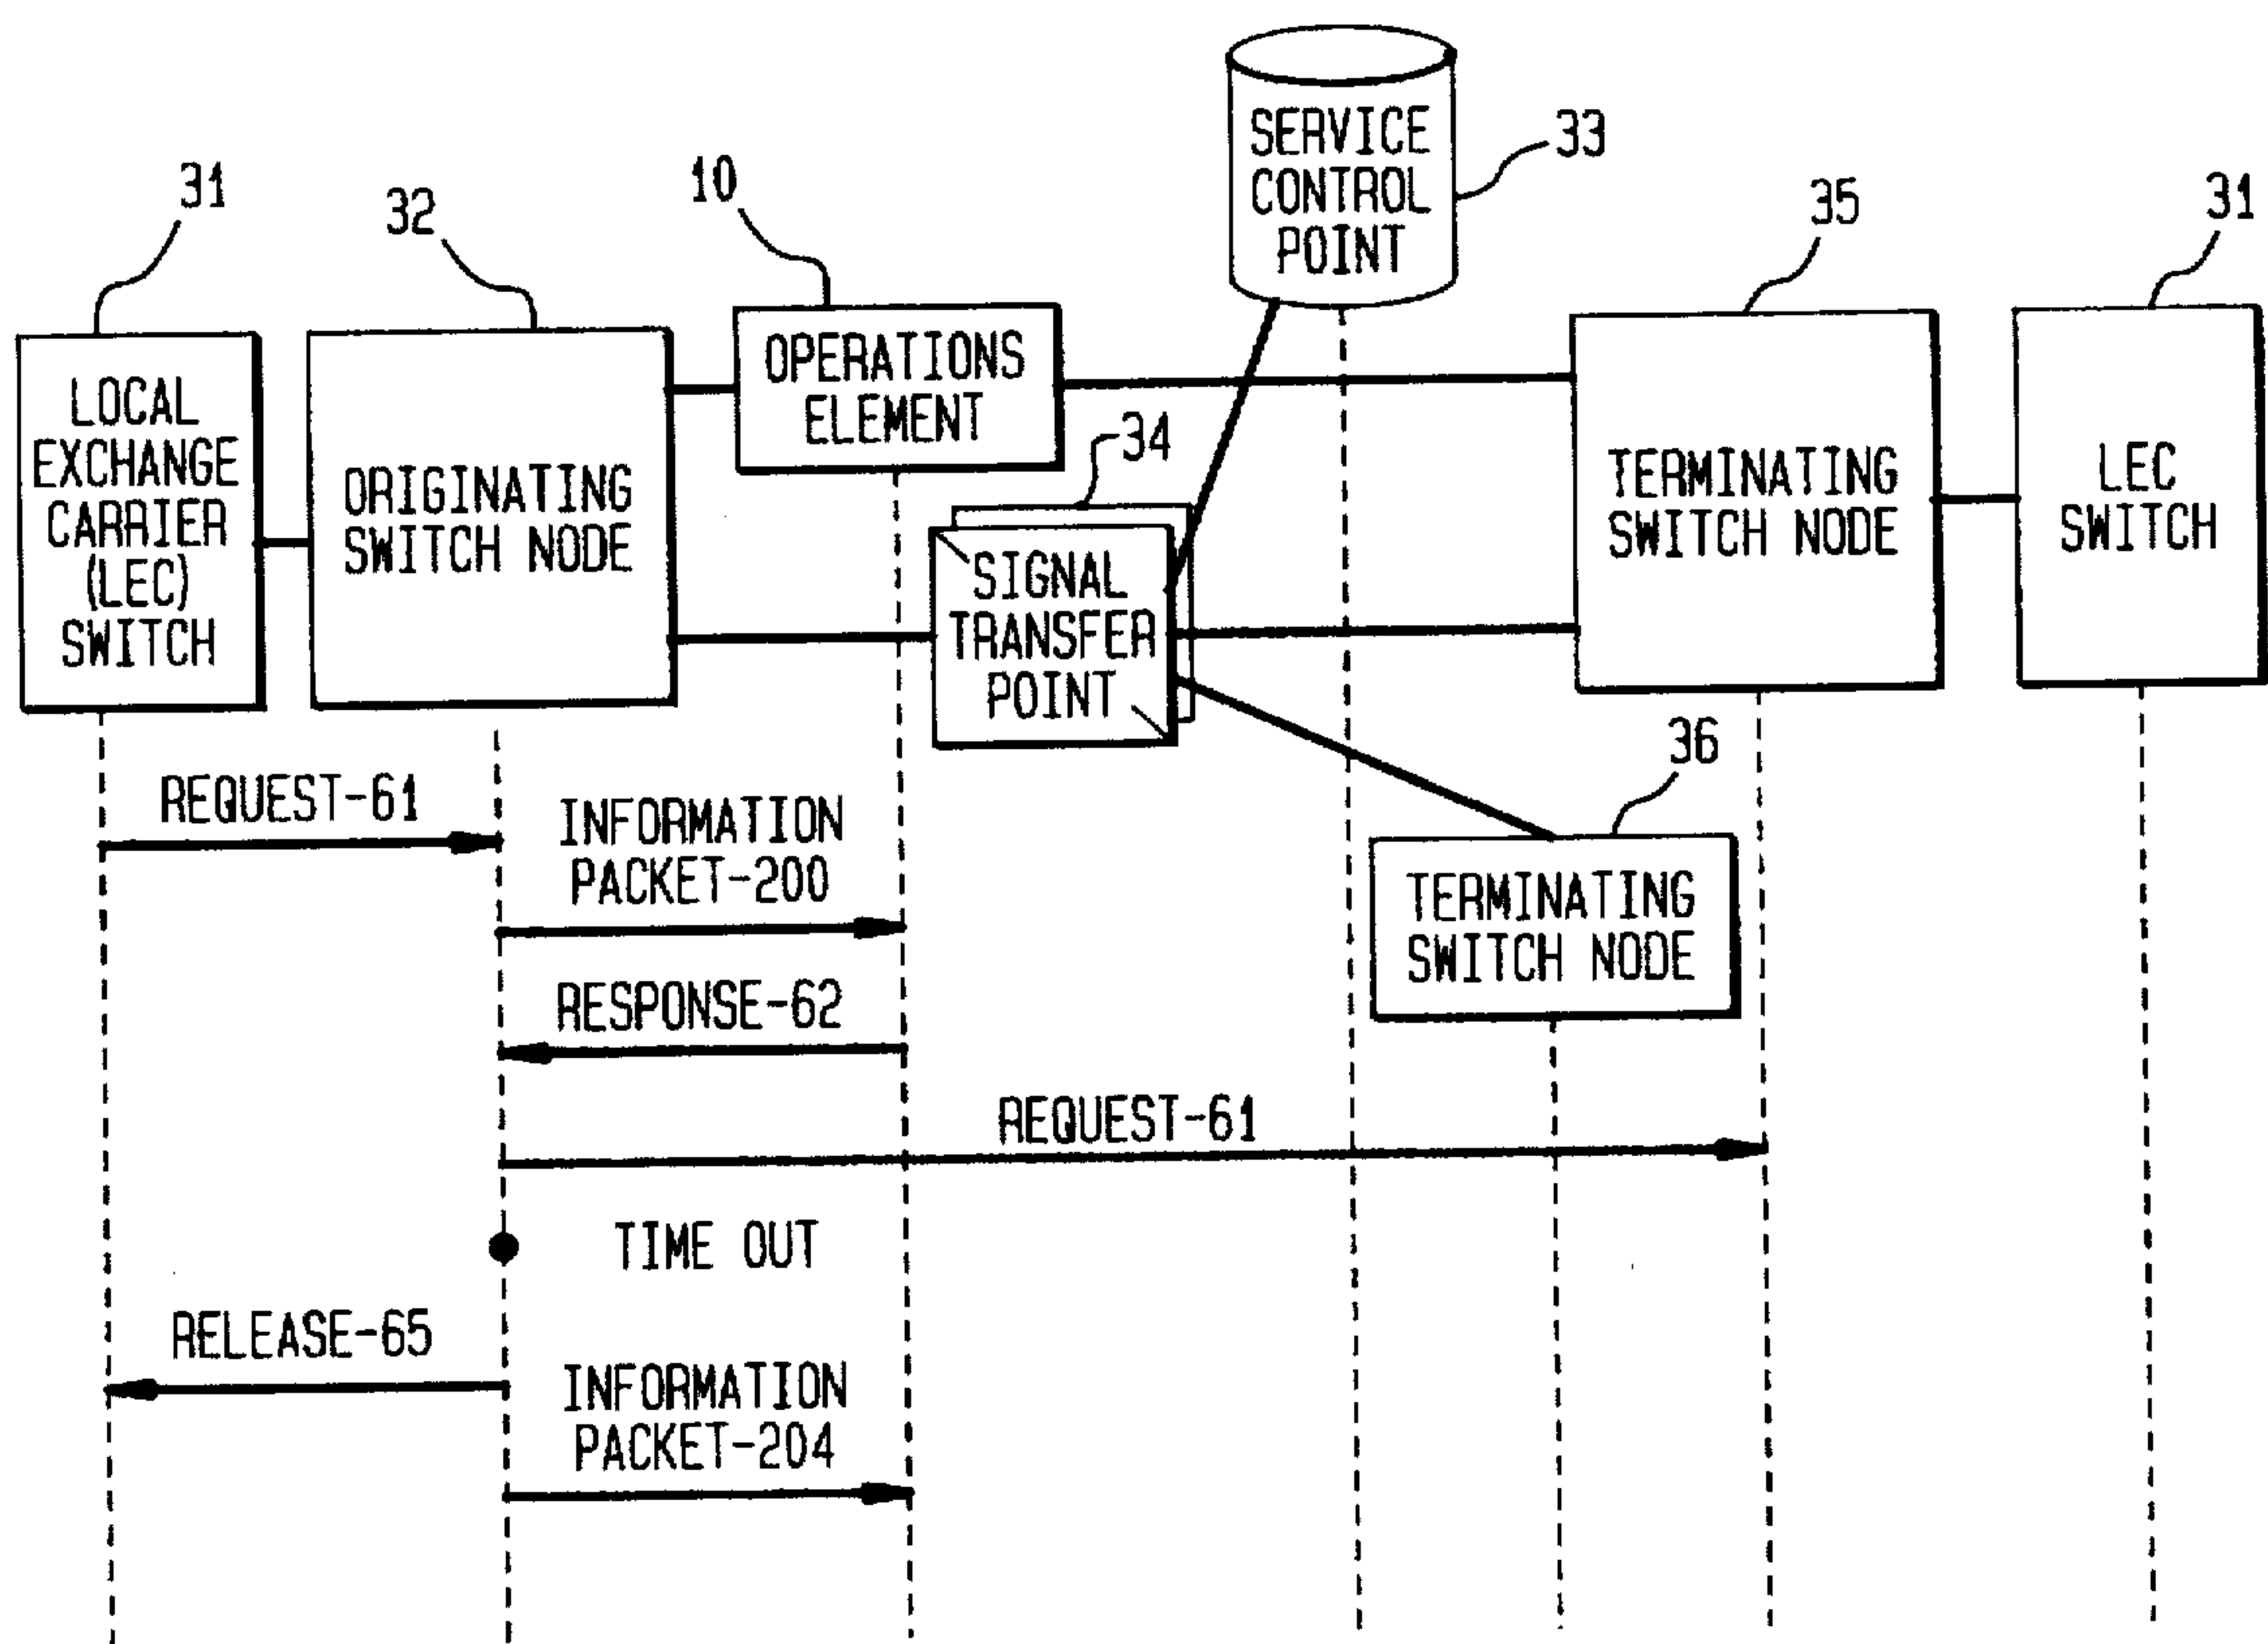 31
32
10
33
35
31
SERVICE
CONTROL
POINT
LOCAL
EXCHANGE
CARRIER
(LEC)
SWITCH
ORIGINATING
SWITCH NODE
OPERATIONS
ELEMENT
34
SIGNAL
TRANSFER
POINT
TERMINATING
SWITCH NODE
LEC
SWITCH
36
TERMINATING
SWITCH NODE
REQUEST-61
INFORMATION
PACKET-200
RESPONSE-62
REQUEST-61
TIME OUT
RELEASE-65
INFORMATION
PACKET-204